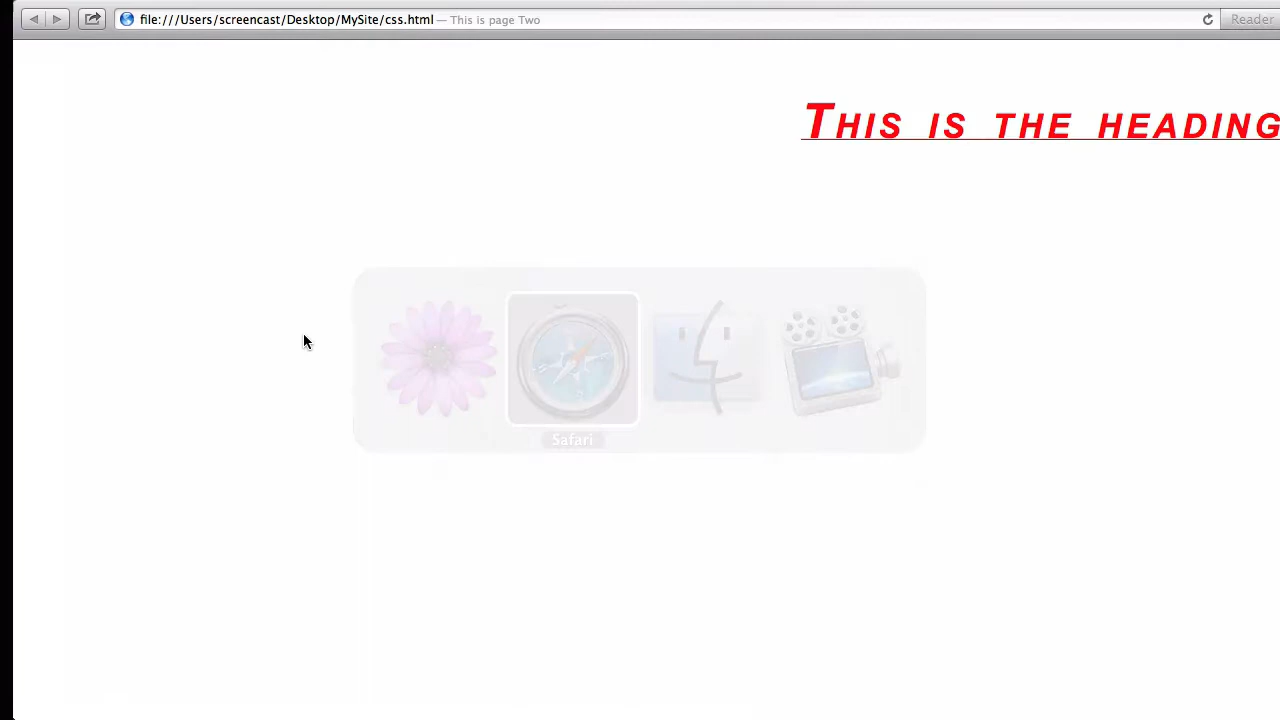 file:///Users/screencast/Desktop/MySite/css.html — This is page Two
Reader
This is the heading
Safari